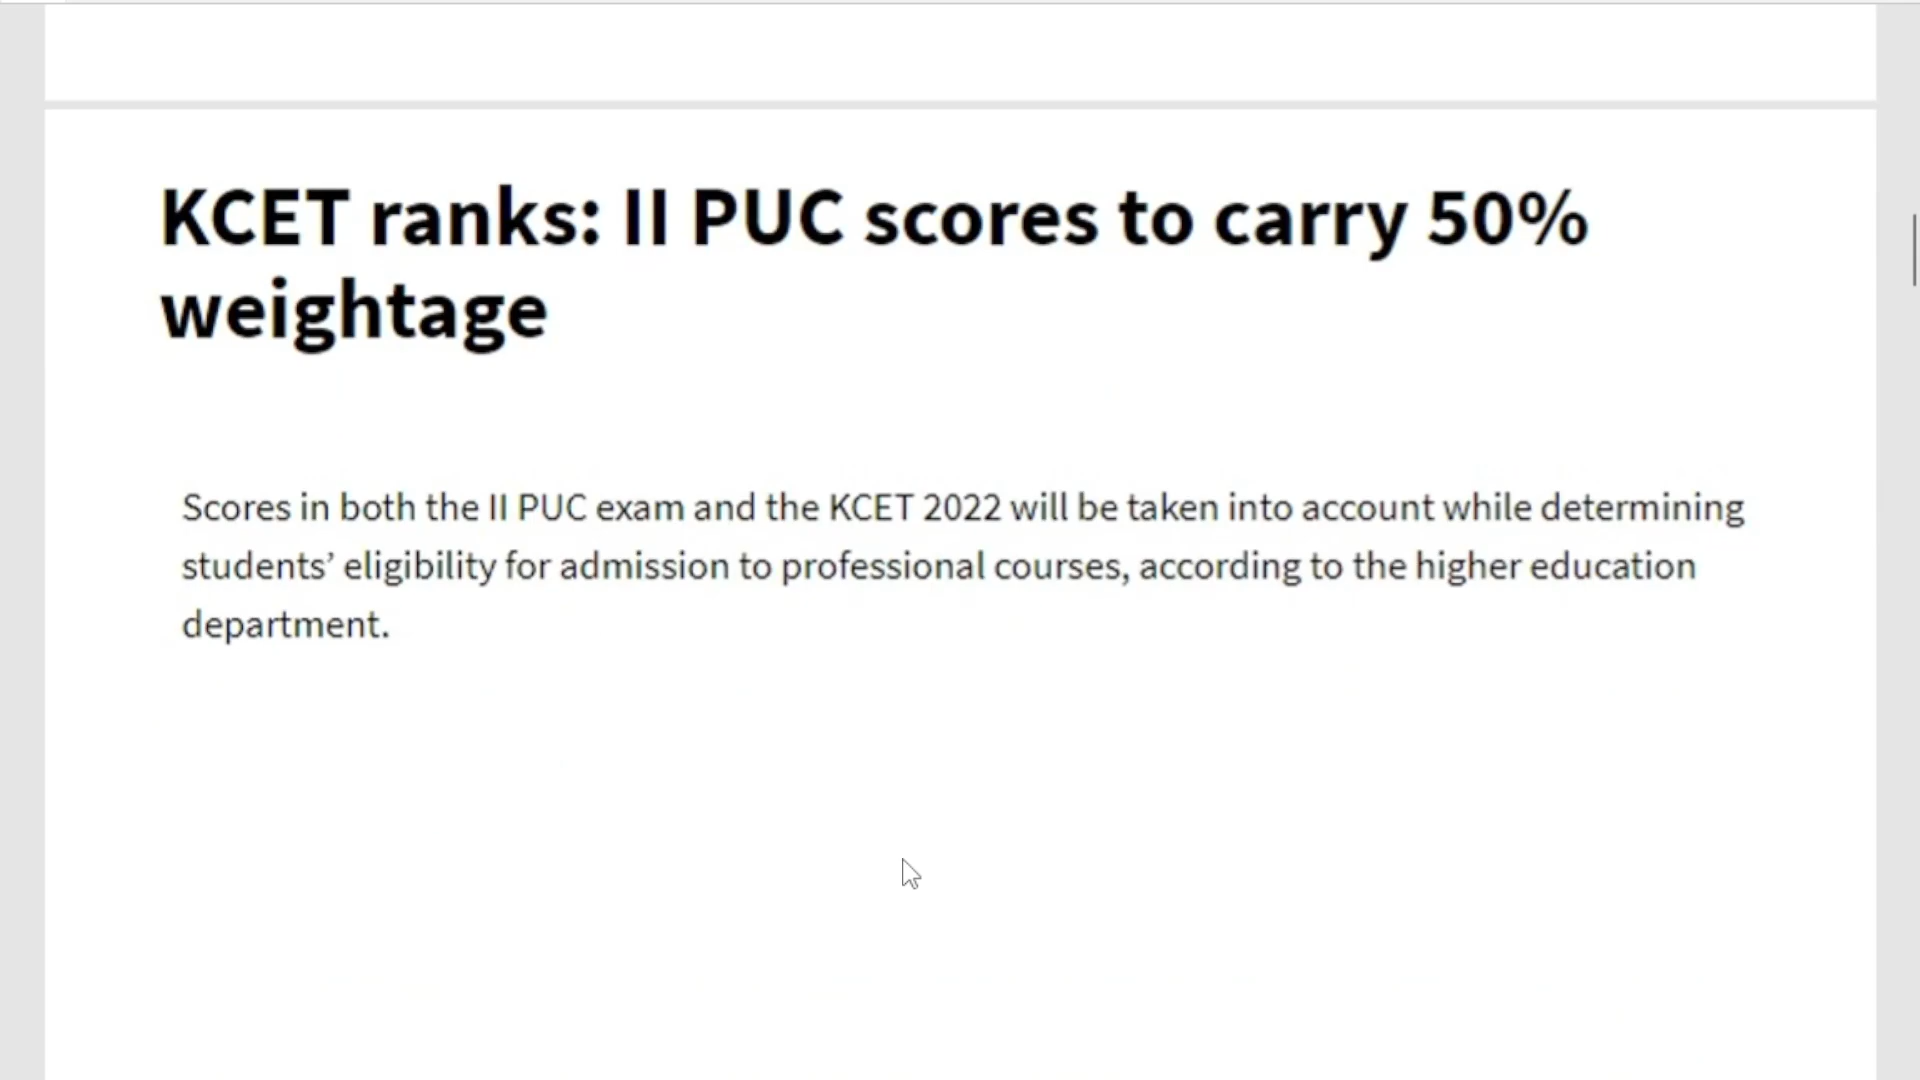 KCET ranks: II PUC scores to carry 50%
weightage
Scores in both the II PUC exam and the KCET 2022 will be taken into account while determining
students’ eligibility for admission to professional courses, according to the higher education
department.